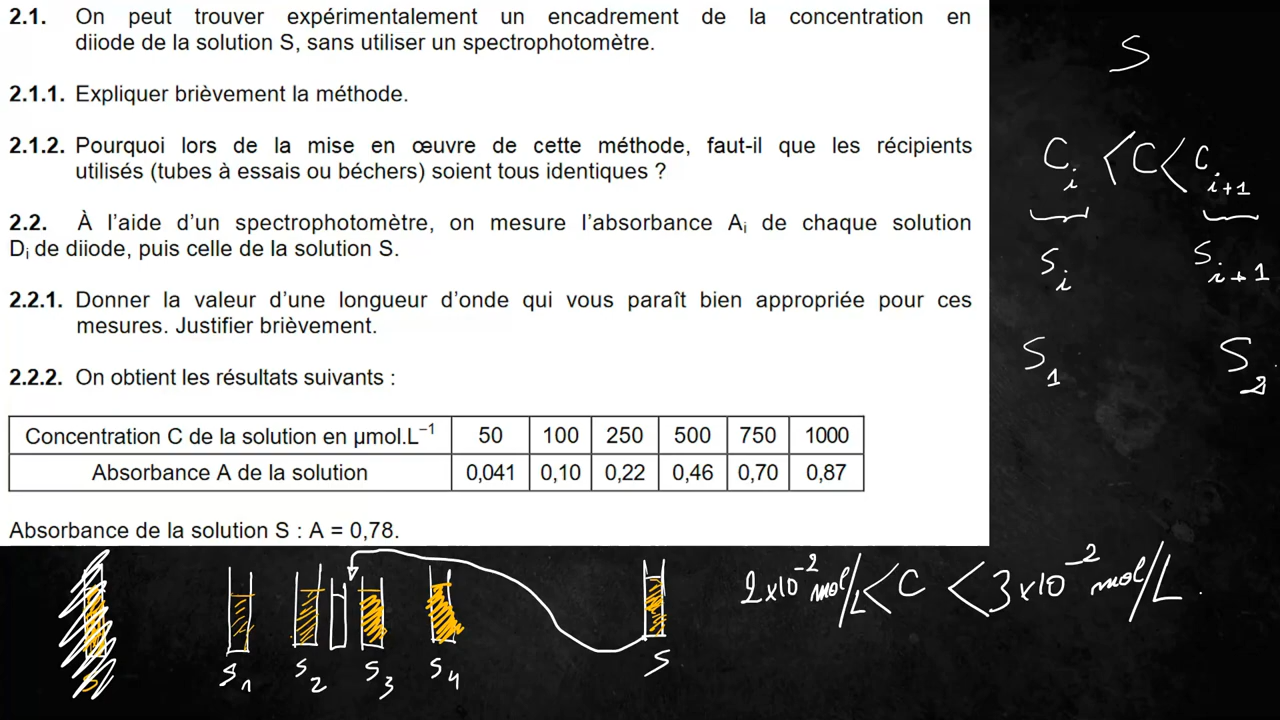 2.1. On peut trouver expérimentalement un encadrement de la concentration en
diiode de la solution S, sans utiliser un spectrophotomètre.
2.1.1. Expliquer brièvement la méthode.
2.1.2. Pourquoi lors de la mise en œuvre de cette méthode, faut-il que les récipients
utilisés (tubes à essais ou béchers) soient tous identiques ?
2.2. À l’aide d’un spectrophotomètre, on mesure l’absorbance Ai de chaque solution
Di de diiode, puis celle de la solution S.
2.2.1. Donner la valeur d’une longueur d’onde qui vous paraît bien appropriée pour ces
mesures. Justifier brièvement.
2.2.2. On obtient les résultats suivants :
Concentration C de la solution en µmol.L⁻¹ 50 100 250 500 750 1000
Absorbance A de la solution 0,041 0,10 0,22 0,46 0,70 0,87
Absorbance de la solution S : A = 0,78.
S
Ci < C < Ci+1
Si Si+1
S1 S2
2×10⁻² mol/L < C < 3×10⁻² mol/L.
S1 S2 S3 S4 S